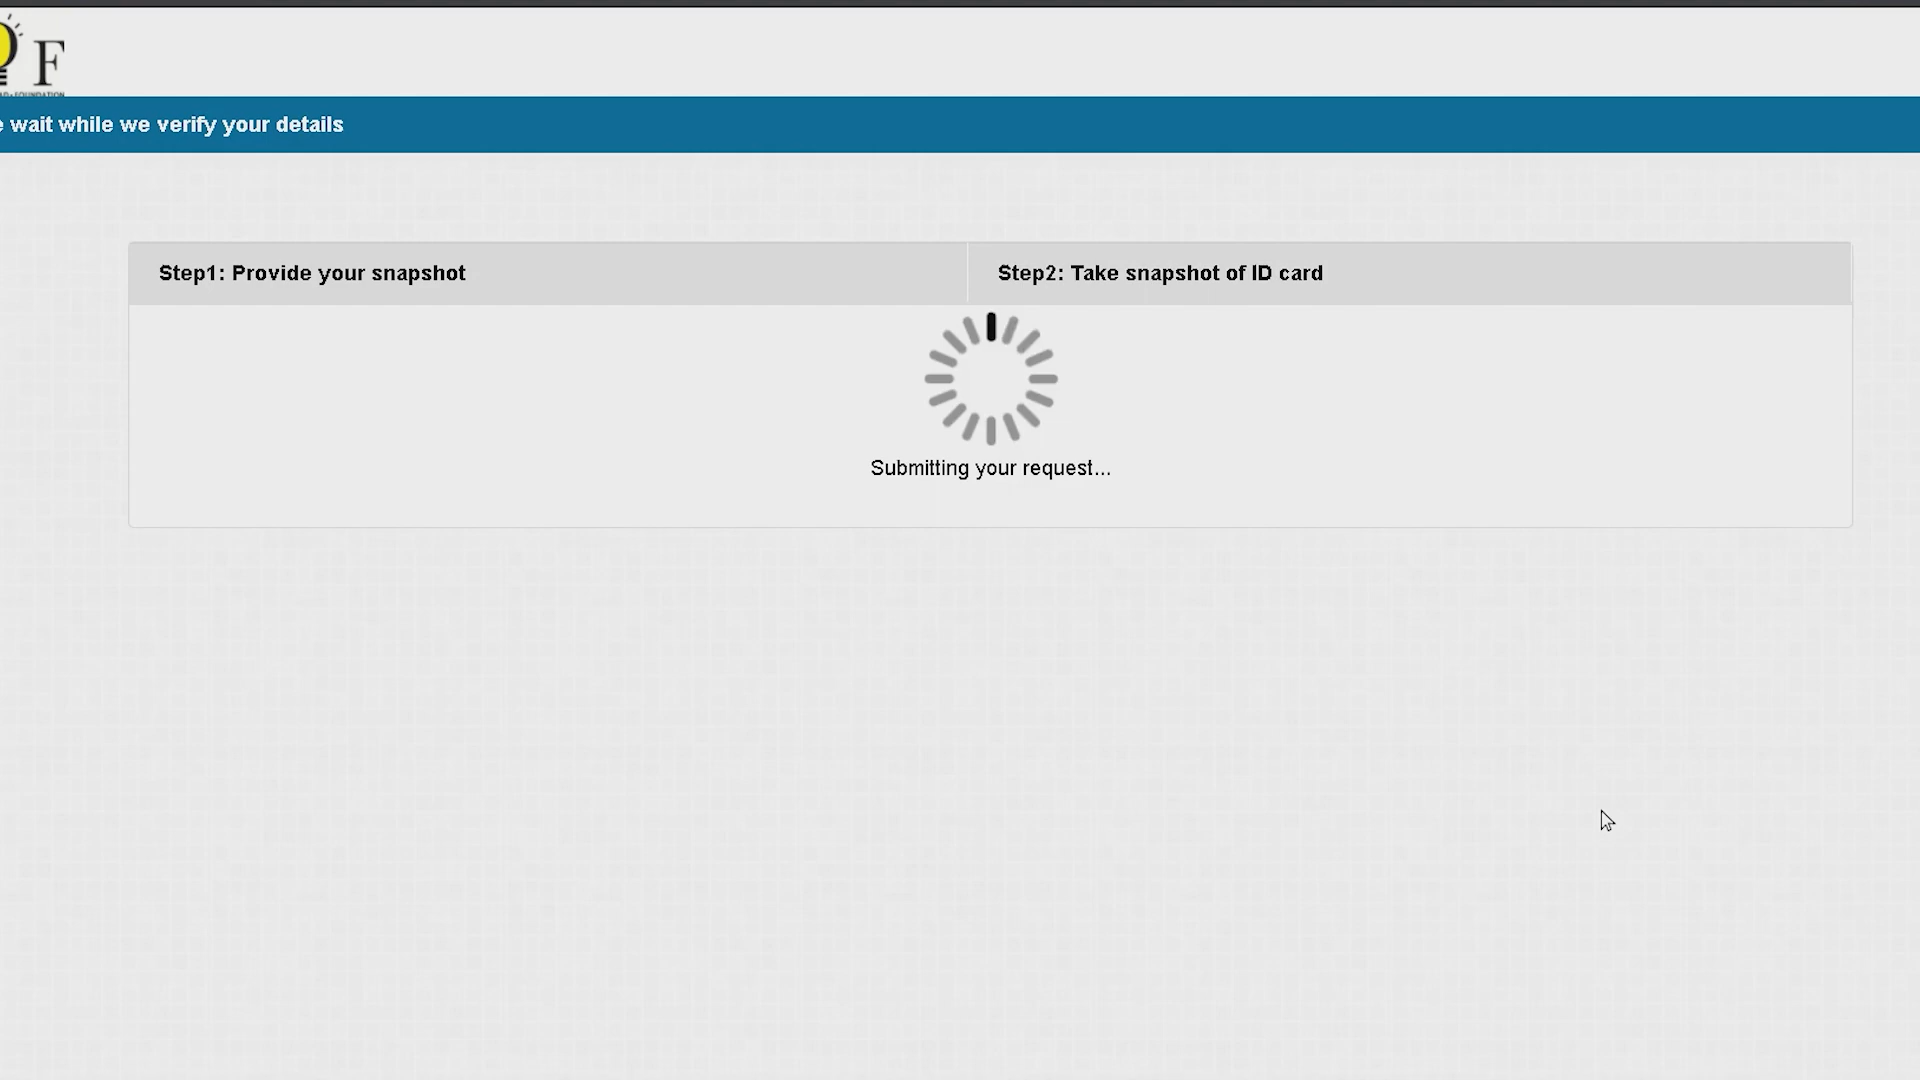 F
FOUNDATION
wait while we verify your details
Step1: Provide your snapshot
Step2: Take snapshot of ID card
Submitting your request...